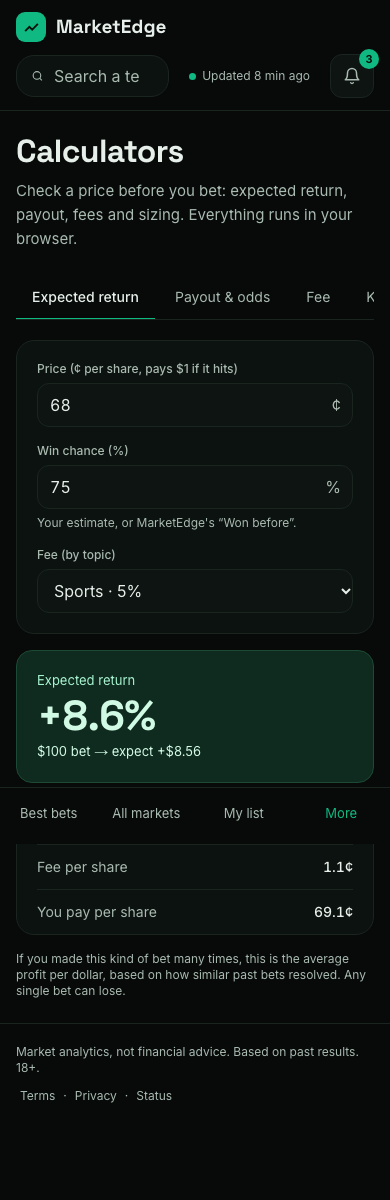 MarketEdge
Search a te
Updated 8 min ago
3
Calculators
Check a price before you bet: expected return,
payout, fees and sizing. Everything runs in your
browser.
Expected return
Payout & odds
Fee
K
Price (¢ per share, pays $1 if it hits)
68 ¢
Win chance (%)
75 %
Your estimate, or MarketEdge's “Won before”.
Fee (by topic)
Sports · 5%
Expected return
+8.6%
$100 bet → expect +$8.56
Best bets
All markets
My list
More
Fee per share 1.1¢
You pay per share 69.1¢
If you made this kind of bet many times, this is the average
profit per dollar, based on how similar past bets resolved. Any
single bet can lose.
Market analytics, not financial advice. Based on past results.
18+.
Terms · Privacy · Status